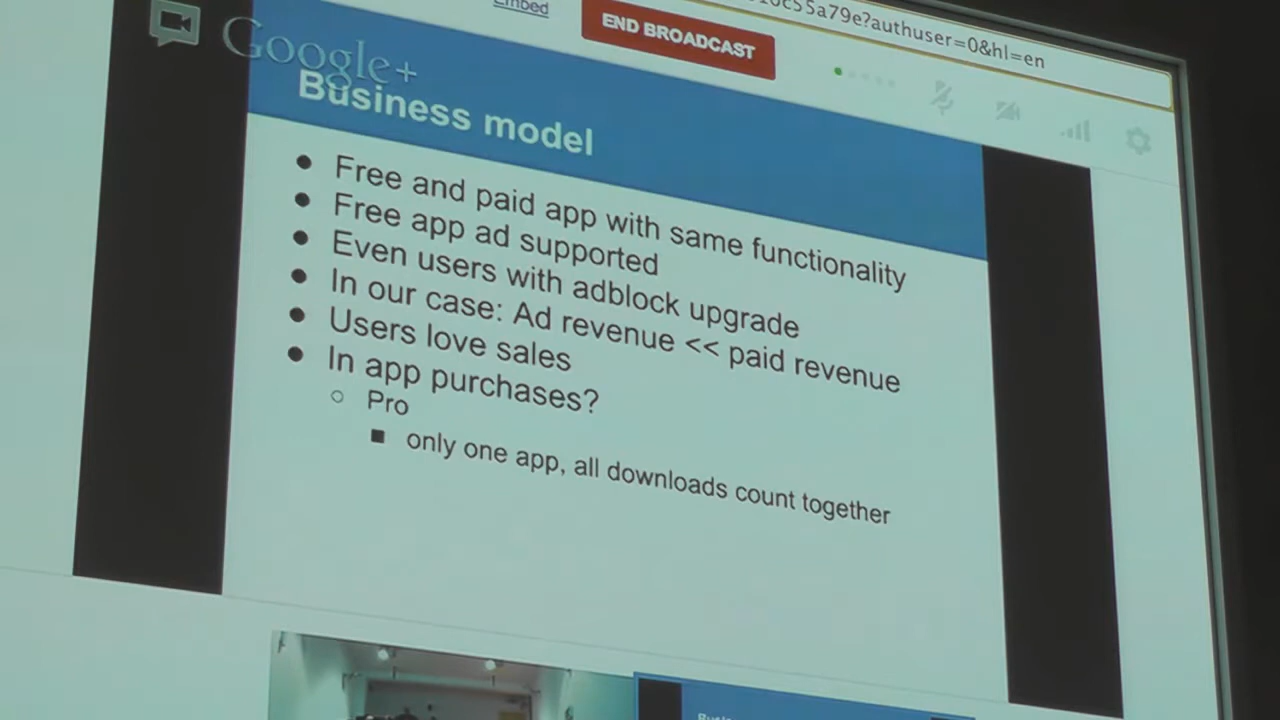 55a79e?authuser=0&hl=en
Embed
END BROADCAST
Google+
Business model
● Free and paid app with same functionality
● Free app ad supported
● Even users with adblock upgrade
● In our case: Ad revenue << paid revenue
● Users love sales
● In app purchases?
○ Pro
■ only one app, all downloads count together